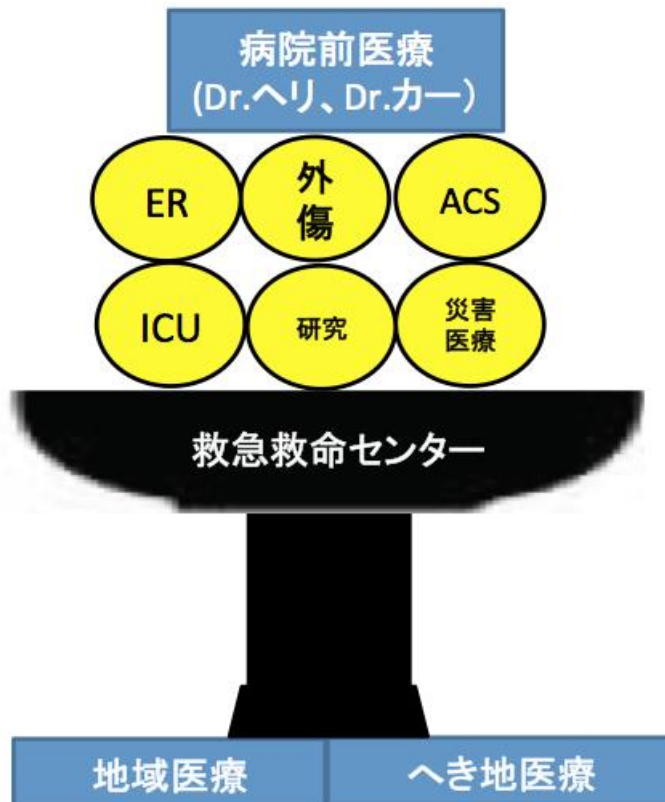 病院前医療
(Dr.ヘリ、Dr.カー）
ER
外
傷
ACS
ICU
研究
災害
医療
救急救命センター
地域医療
へき地医療